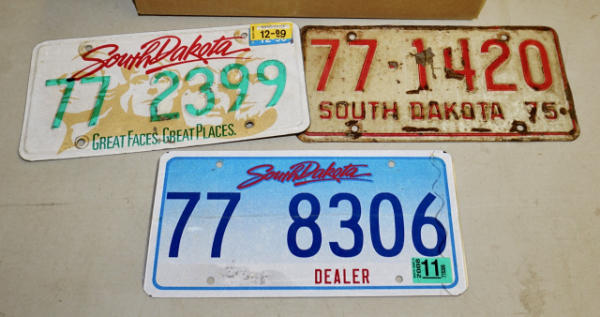 South Dakota
12-89
77 2399
GREAT FACES. GREAT PLACES.
77-1420
SOUTH DAKOTA 75
South Dakota
77 8306
DEALER
2008
11